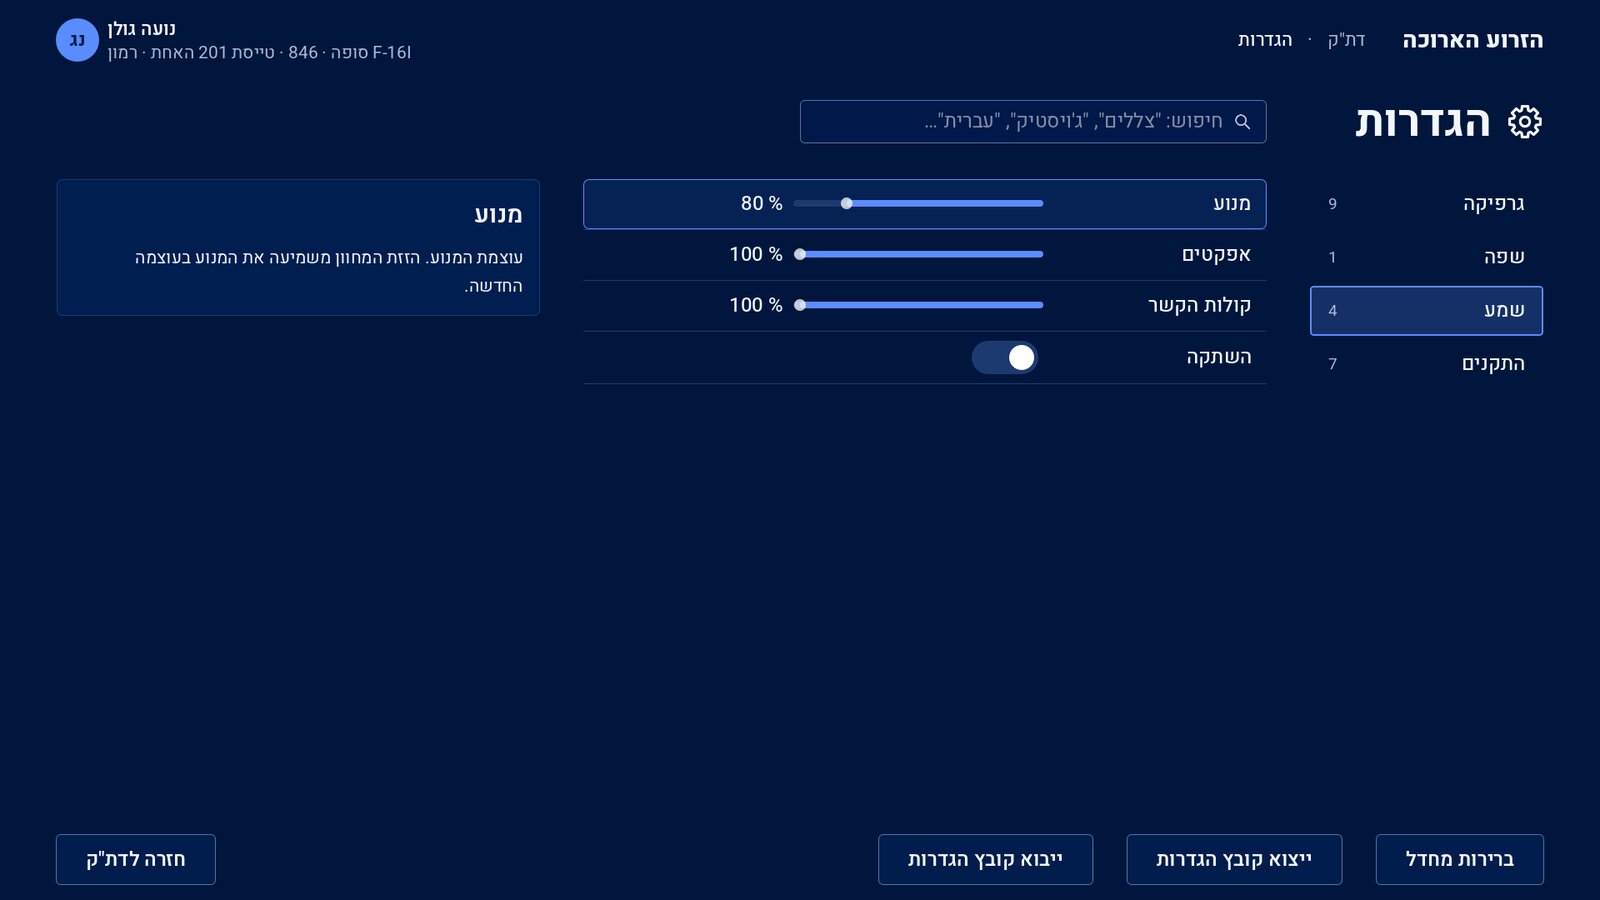 הזרוע הארוכה
דת"ק · הגדרות
נועה גולן
F-16I סופה · 846 · טייסת 201 האחת · רמון
נג
הגדרות
חיפוש: "צללים", "ג'ויסטיק", "עברית"...
גרפיקה 9
שפה 1
שמע 4
התקנים 7
מנוע 80 %
אפקטים 100 %
קולות הקשר 100 %
השתקה
מנוע
עוצמת המנוע. הזזת המחוון משמיעה את המנוע בעוצמה
החדשה.
ברירות מחדל
ייצוא קובץ הגדרות
ייבוא קובץ הגדרות
חזרה לדת"ק